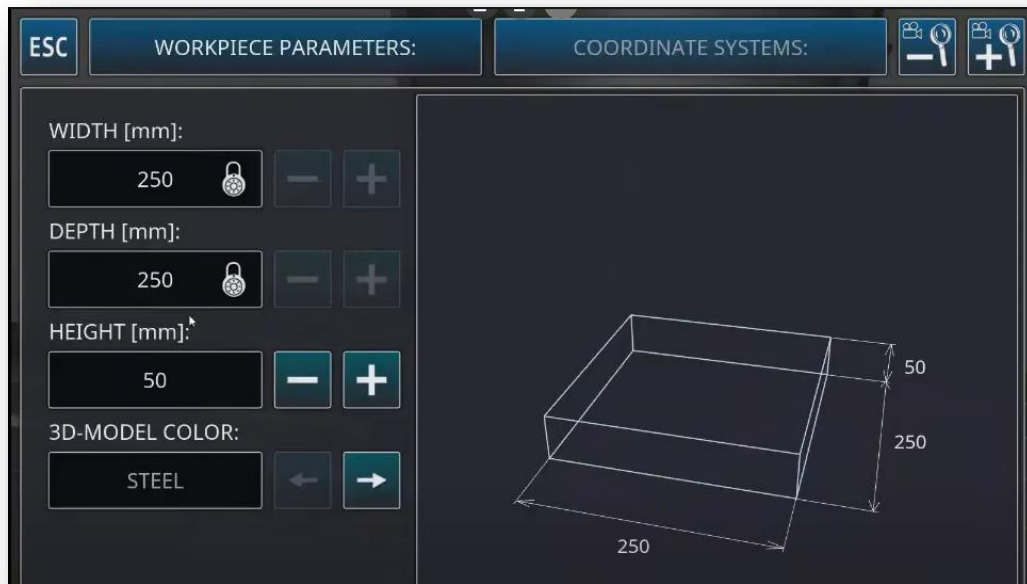 ESC
WORKPIECE PARAMETERS:
COORDINATE SYSTEMS:
WIDTH [mm]:
250
DEPTH [mm]:
250
HEIGHT [mm]:
50
3D-MODEL COLOR:
STEEL
50
250
250